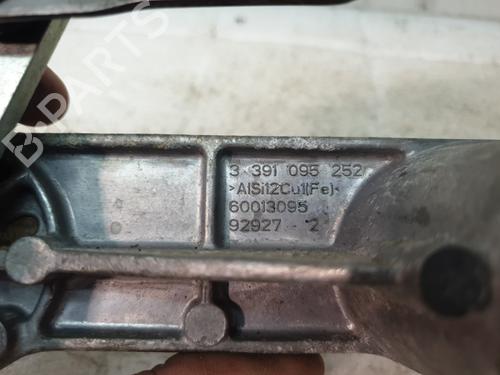 B-PARTS
3 391 095 252
>AlSi12Cu1(Fe)<
60013095
92927 - 2